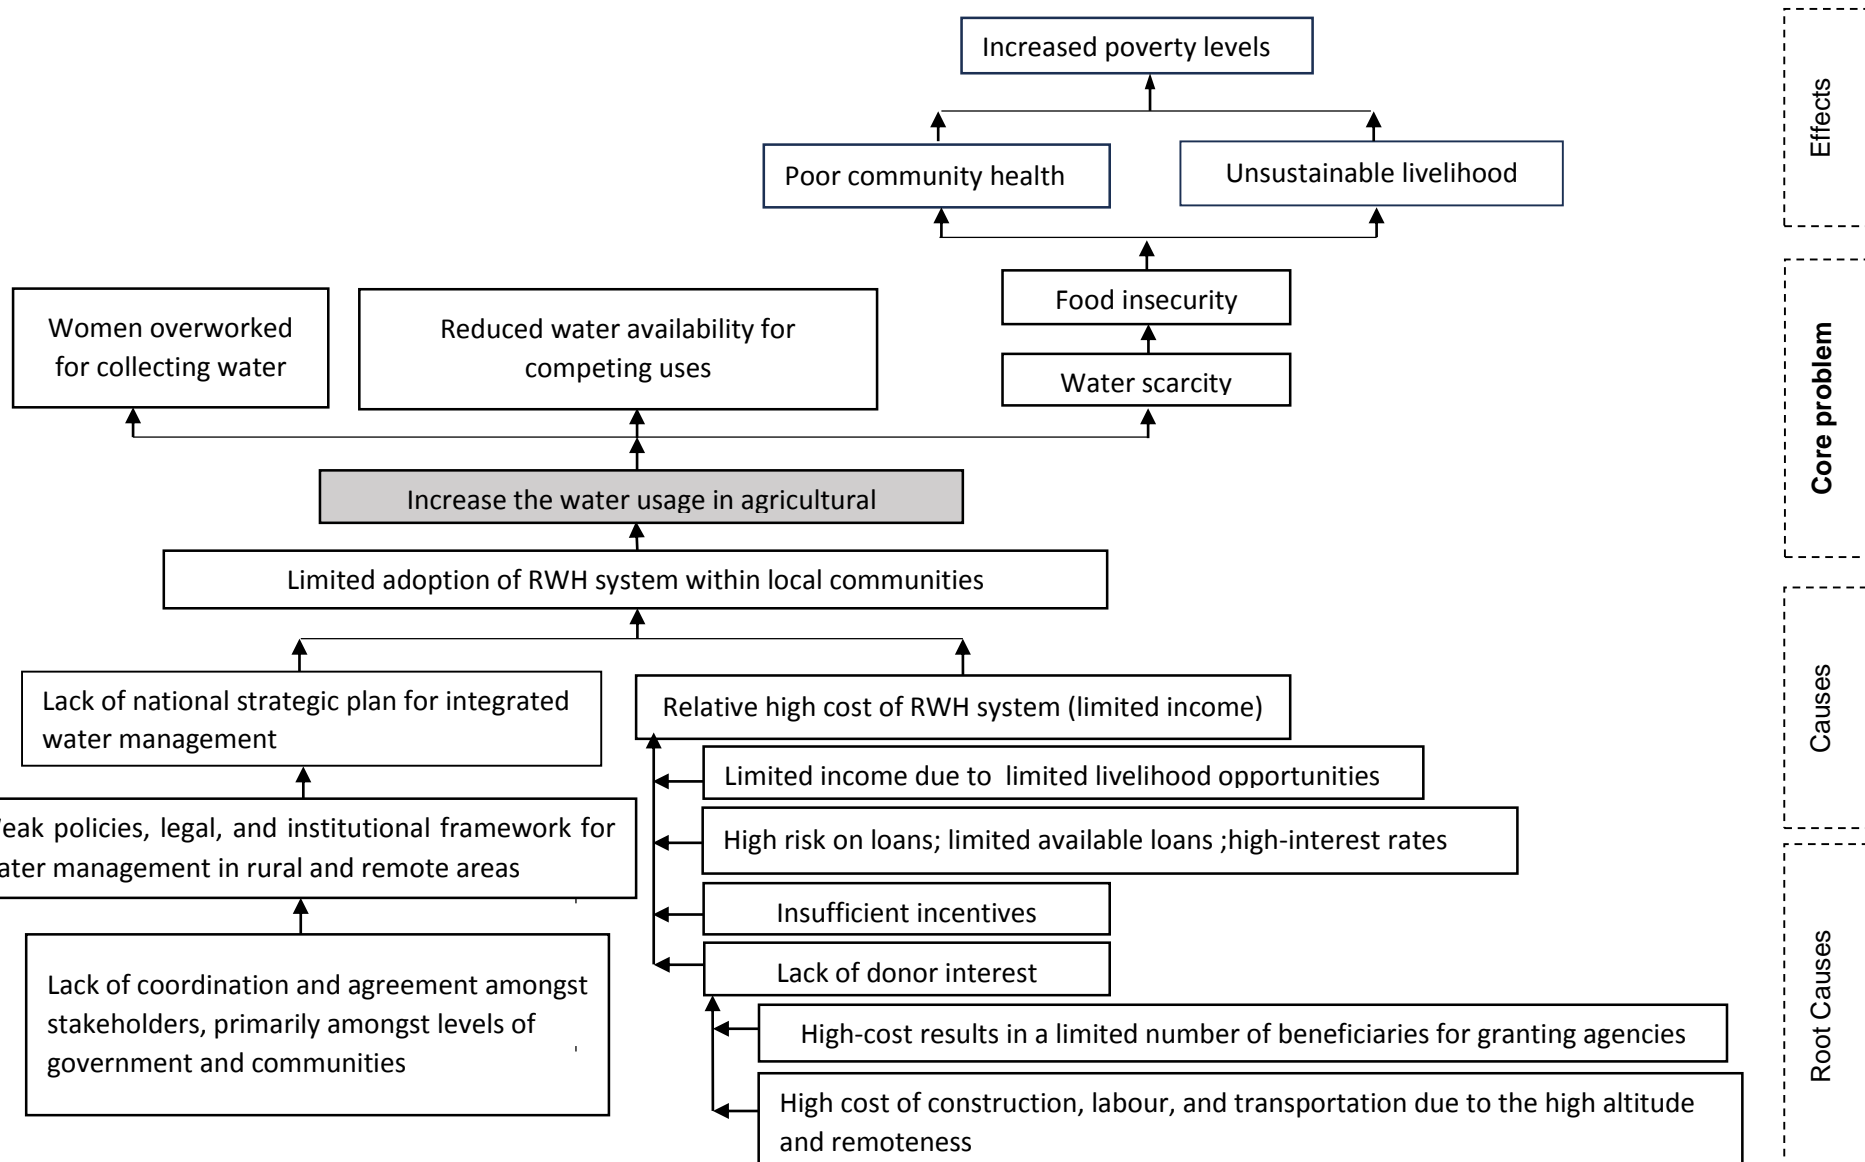 Increased poverty levels
Effects
Poor community health
Unsustainable livelihood
Food insecurity
Women overworked
for collecting water
Reduced water availability for
competing uses
Water scarcity
Core problem
Increase the water usage in agricultural
Limited adoption of RWH system within local communities
Causes
Lack of national strategic plan for integrated
water management
Relative high cost of RWH system (limited income)
Limited income due to limited livelihood opportunities
eak policies, legal, and institutional framework for
ater management in rural and remote areas
High risk on loans; limited available loans ;high-interest rates
Insufficient incentives
Lack of donor interest
Root Causes
Lack of coordination and agreement amongst
stakeholders, primarily amongst levels of
government and communities
High-cost results in a limited number of beneficiaries for granting agencies
High cost of construction, labour, and transportation due to the high altitude
and remoteness